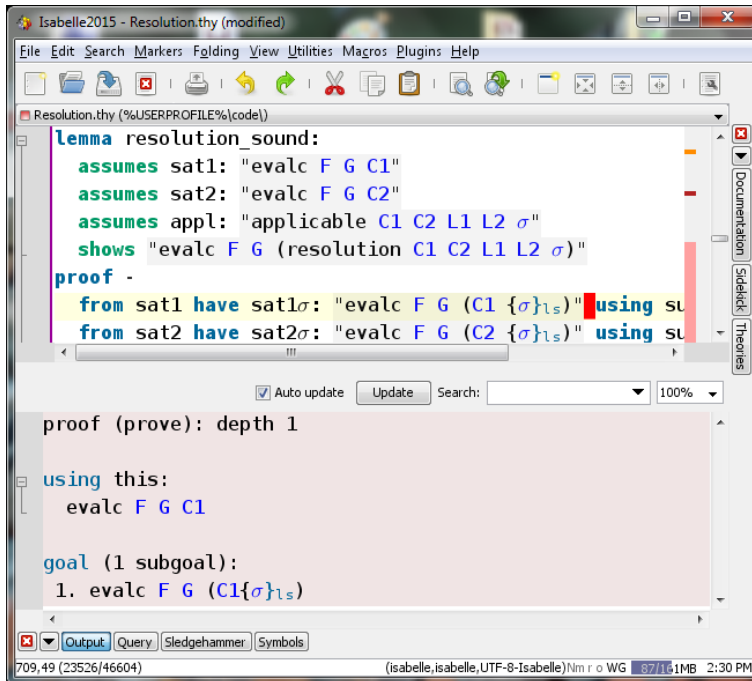 Isabelle2015 - Resolution.thy (modified)
File Edit Search Markers Folding View Utilities Macros Plugins Help
Resolution.thy (%USERPROFILE%\code\)
lemma resolution_sound:
assumes sat1: "evalc F G C1"
assumes sat2: "evalc F G C2"
assumes appl: "applicable C1 C2 L1 L2 σ"
shows "evalc F G (resolution C1 C2 L1 L2 σ)"
proof -
from sat1 have sat1σ: "evalc F G (C1 {σ}ls)" using su
from sat2 have sat2σ: "evalc F G (C2 {σ}ls)" using su
Documentation
Sidekick
Theories
Auto update Update Search: 100%
proof (prove): depth 1
using this:
evalc F G C1
goal (1 subgoal):
1. evalc F G (C1{σ}ls)
Output Query Sledgehammer Symbols
709,49 (23526/46604) (isabelle,isabelle,UTF-8-Isabelle) N m r o WG 87/161MB 2:30 PM